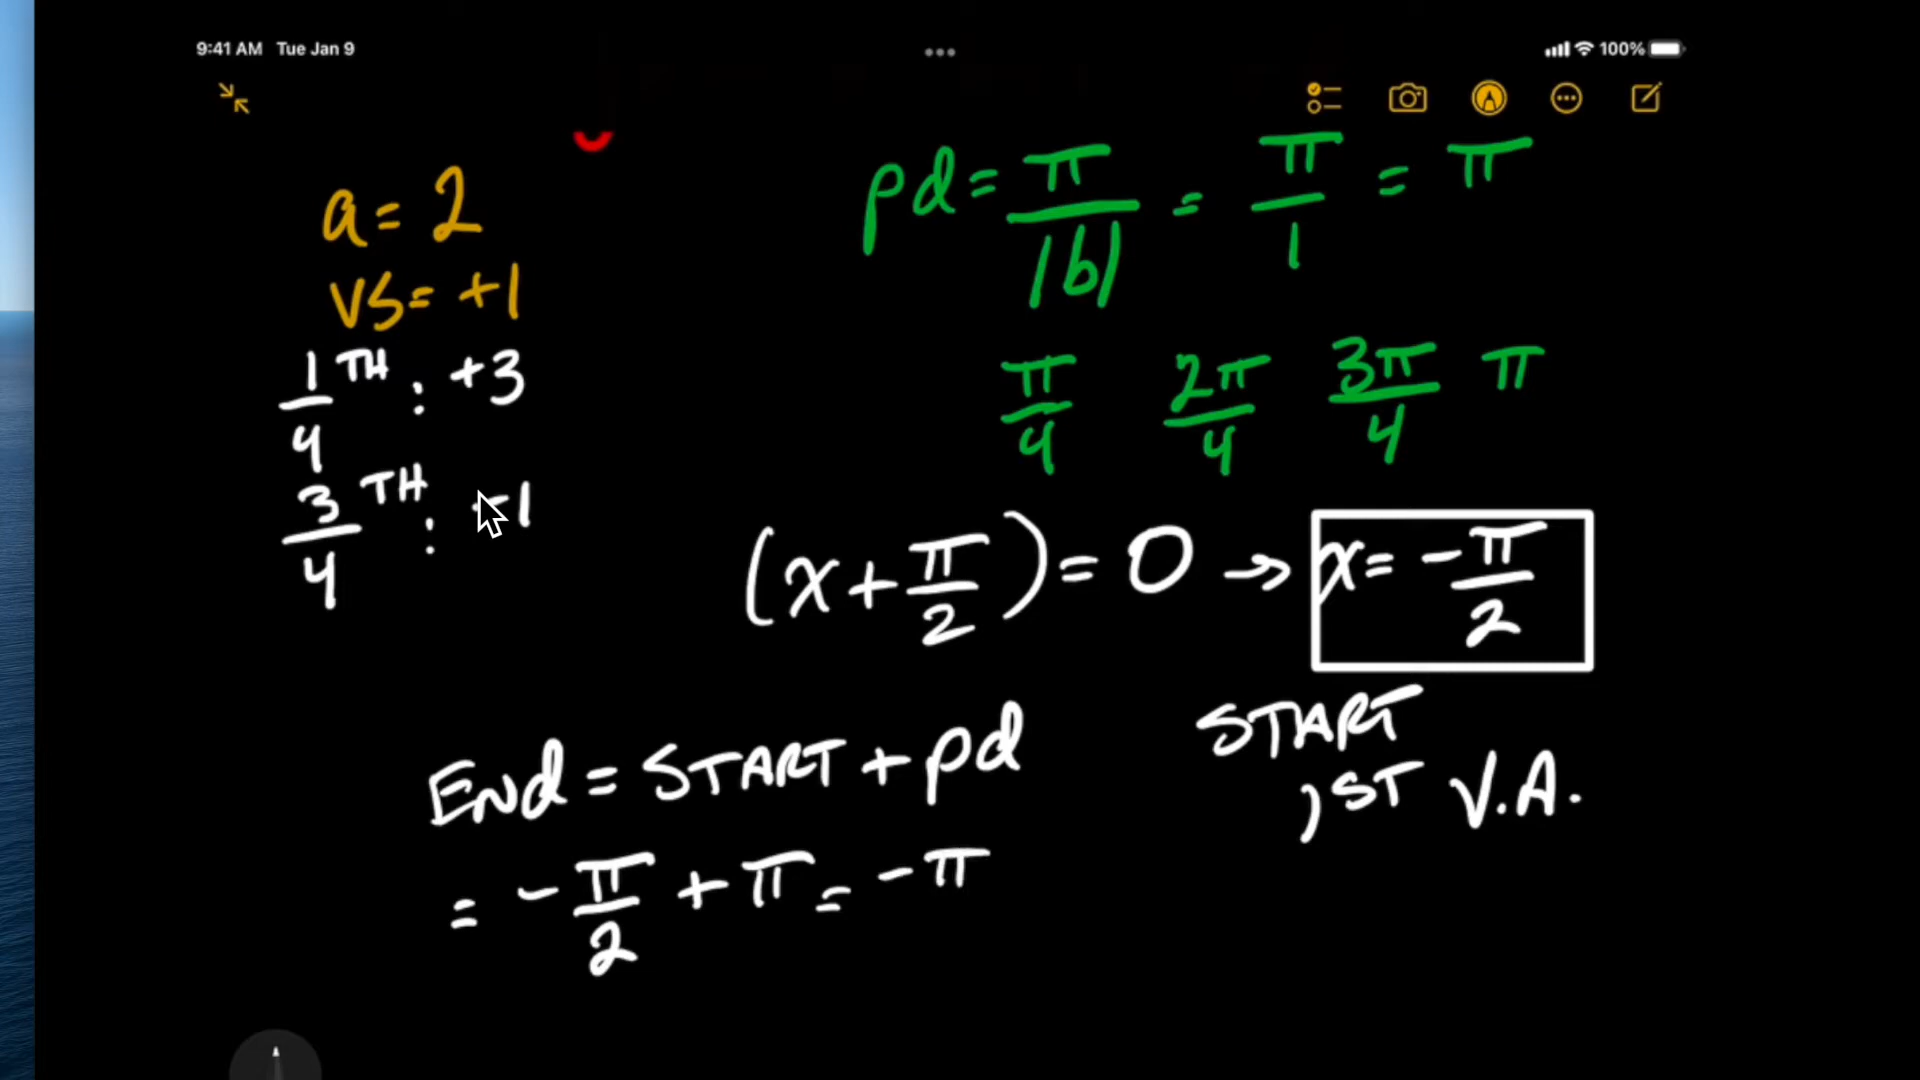 9:41 AM Tue Jan 9
100%
a = 2
VS = +1
1/4 TH : +3
3/4 TH : -1
pd = π/|b| = π/1 = π
π/4 2π/4 3π/4 π
(x + π/2) = 0 → x = -π/2
START
1ST V.A.
End = START + pd
= -π/2 + π = -π